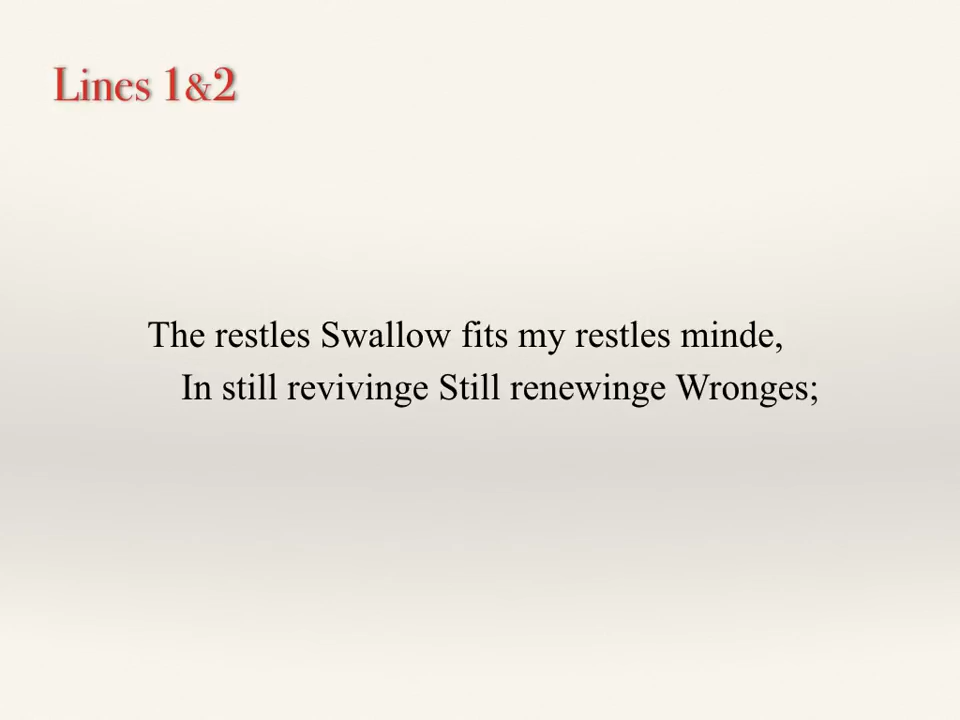 Lines 1&2
The restles Swallow fits my restles minde,
In still revivinge Still renewinge Wronges;